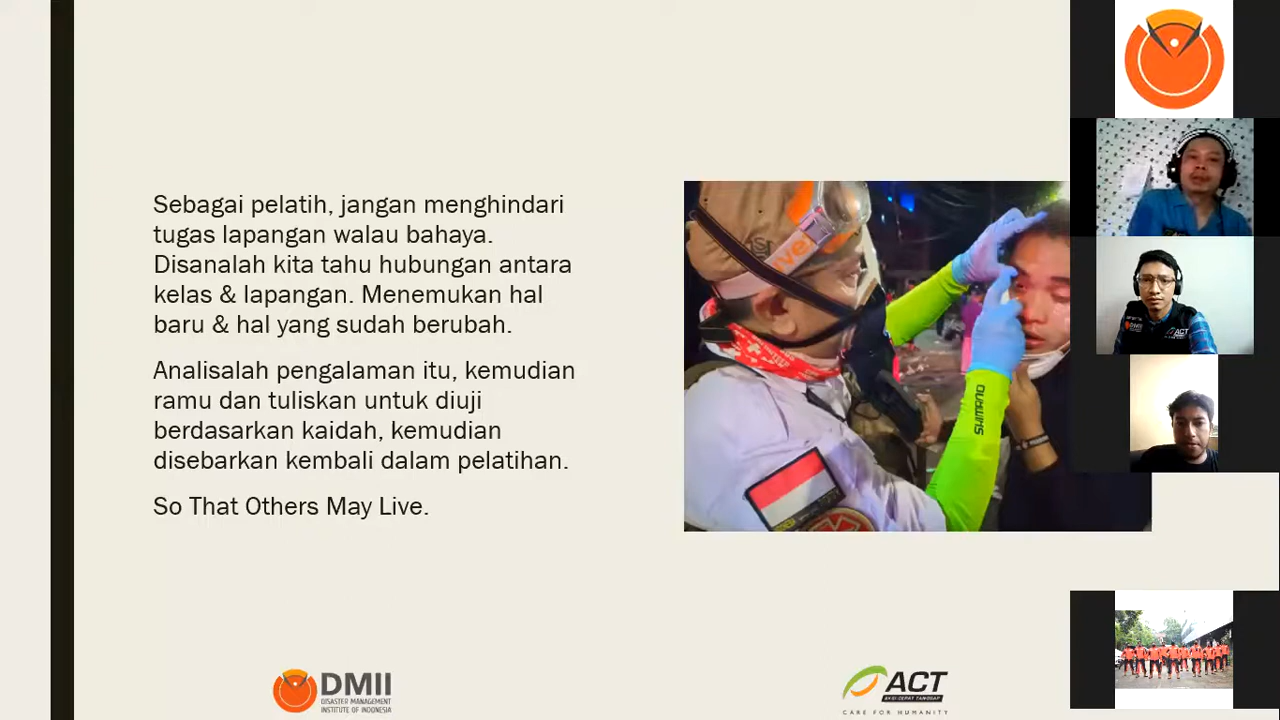 Sebagai pelatih, jangan menghindari
tugas lapangan walau bahaya.
Disanalah kita tahu hubungan antara
kelas & lapangan. Menemukan hal
baru & hal yang sudah berubah.
Analisalah pengalaman itu, kemudian
ramu dan tuliskan untuk diuji
berdasarkan kaidah, kemudian
disebarkan kembali dalam pelatihan.
So That Others May Live.
DMII
DISASTER MANAGEMENT
INSTITUTE OF INDONESIA
ACT
AKSI CEPAT TANGGAP
CARE FOR HUMANITY
ACT
DMII